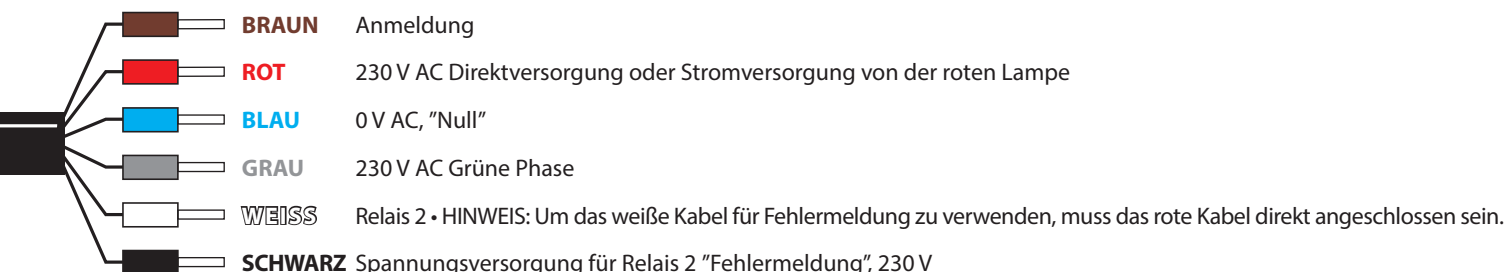 BRAUN Anmeldung
ROT 230 V AC Direktversorgung oder Stromversorgung von der roten Lampe
BLAU 0 V AC, ”Null”
GRAU 230 V AC Grüne Phase
WEISS Relais 2 • HINWEIS: Um das weiße Kabel für Fehlermeldung zu verwenden, muss das rote Kabel direkt angeschlossen sein.
SCHWARZ Spannungsversorgung für Relais 2 ”Fehlermeldung”, 230 V